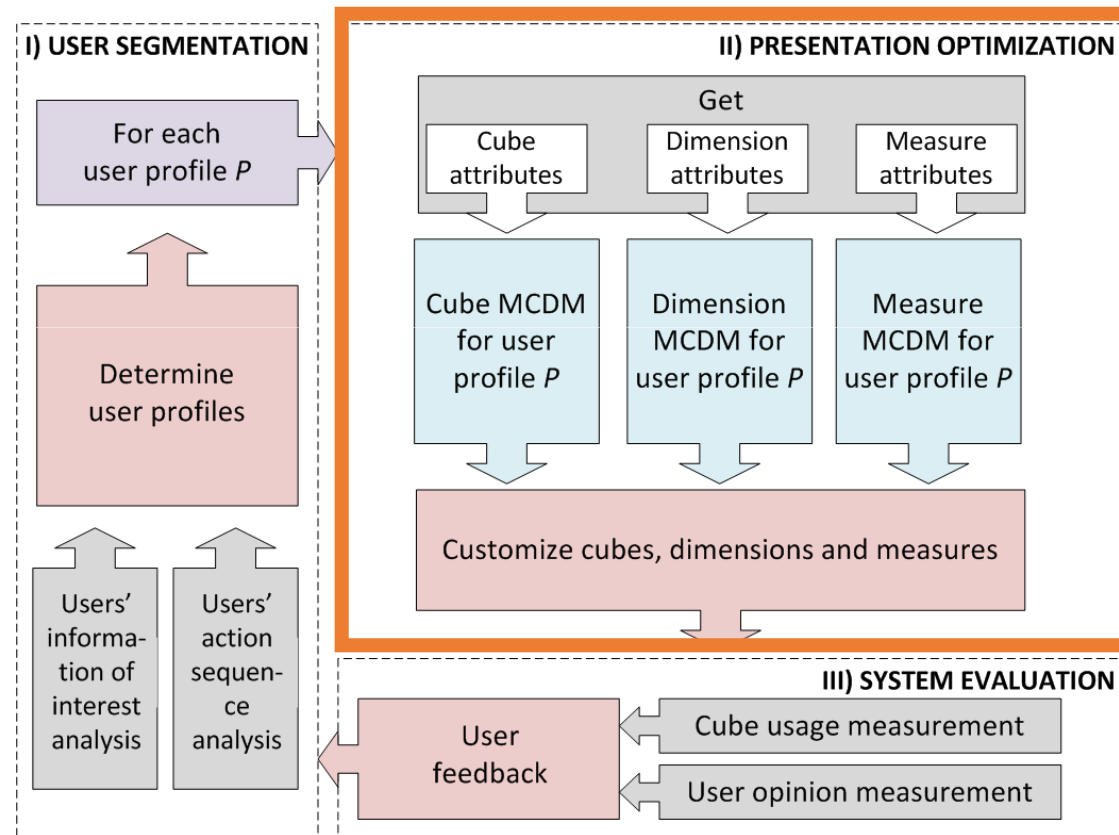 I) USER SEGMENTATION
For each
user profile P
Determine
user profiles
Users’
informa-
tion of
interest
analysis
Users’
action
sequen-
ce
analysis
II) PRESENTATION OPTIMIZATION
Get
Cube
attributes
Dimension
attributes
Measure
attributes
Cube MCDM
for user
profile P
Dimension
MCDM for
user profile P
Measure
MCDM for
user profile P
Customize cubes, dimensions and measures
III) SYSTEM EVALUATION
User
feedback
Cube usage measurement
User opinion measurement